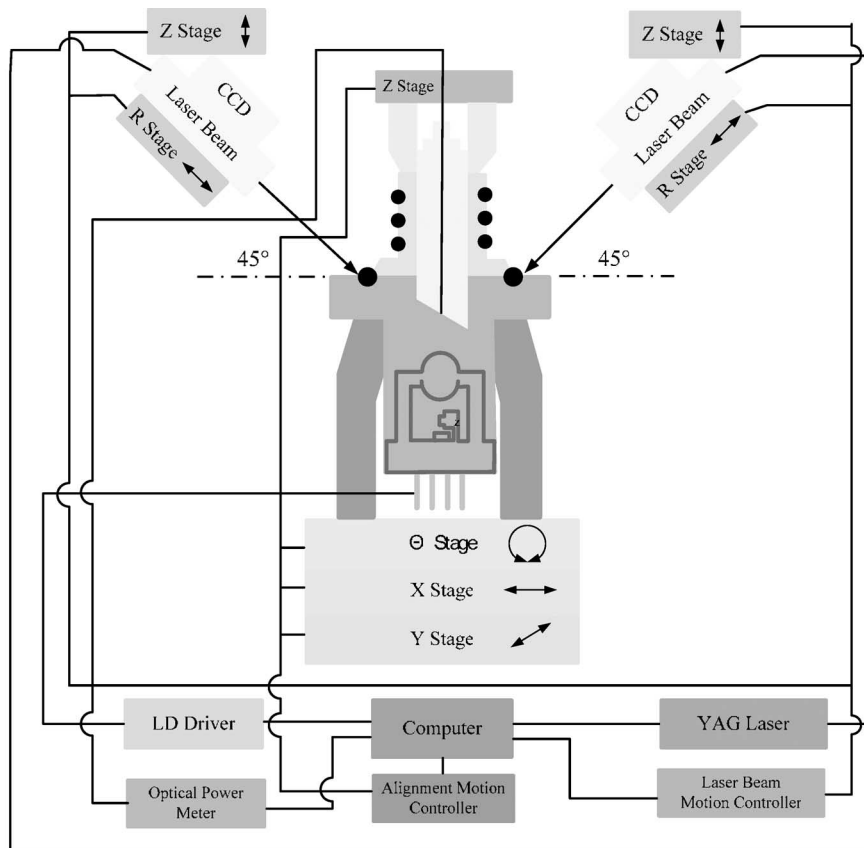 Z Stage
Z Stage
Z Stage
CCD
Laser Beam
R Stage
CCD
Laser Beam
R Stage
45°
45°
z
Θ Stage
X Stage
Y Stage
LD Driver
Computer
YAG Laser
Optical Power
Meter
Alignment Motion
Controller
Laser Beam
Motion Controller